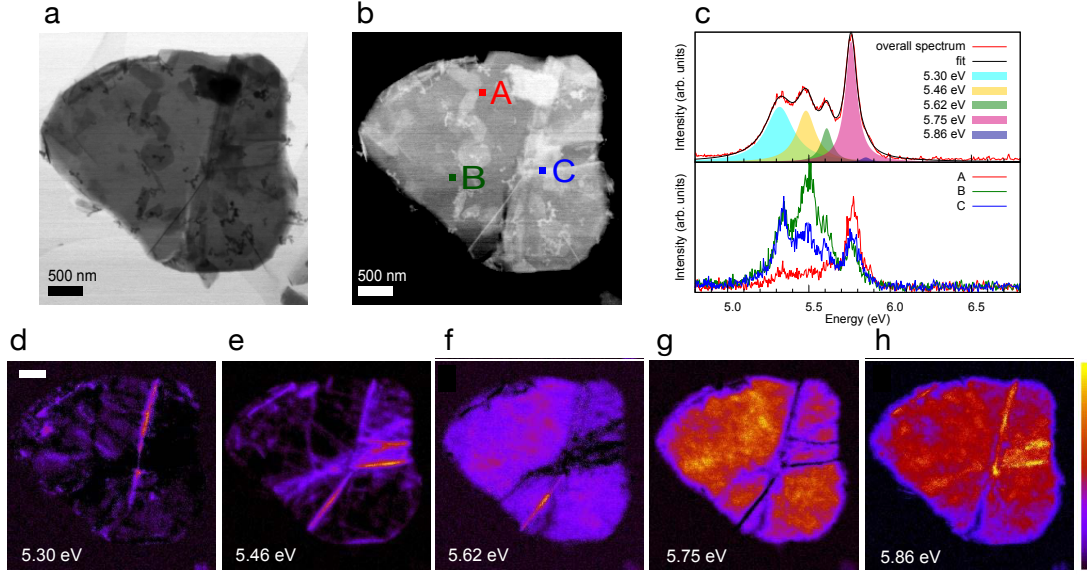 a
b
c
A
B
C
500 nm
500 nm
Intensity (arb. units)
overall spectrum
fit
5.30 eV
5.46 eV
5.62 eV
5.75 eV
5.86 eV
Intensity (arb. units)
A
B
C
5.0 5.5 6.0 6.5
Energy (eV)
d
e
f
g
h
5.30 eV
5.46 eV
5.62 eV
5.75 eV
5.86 eV